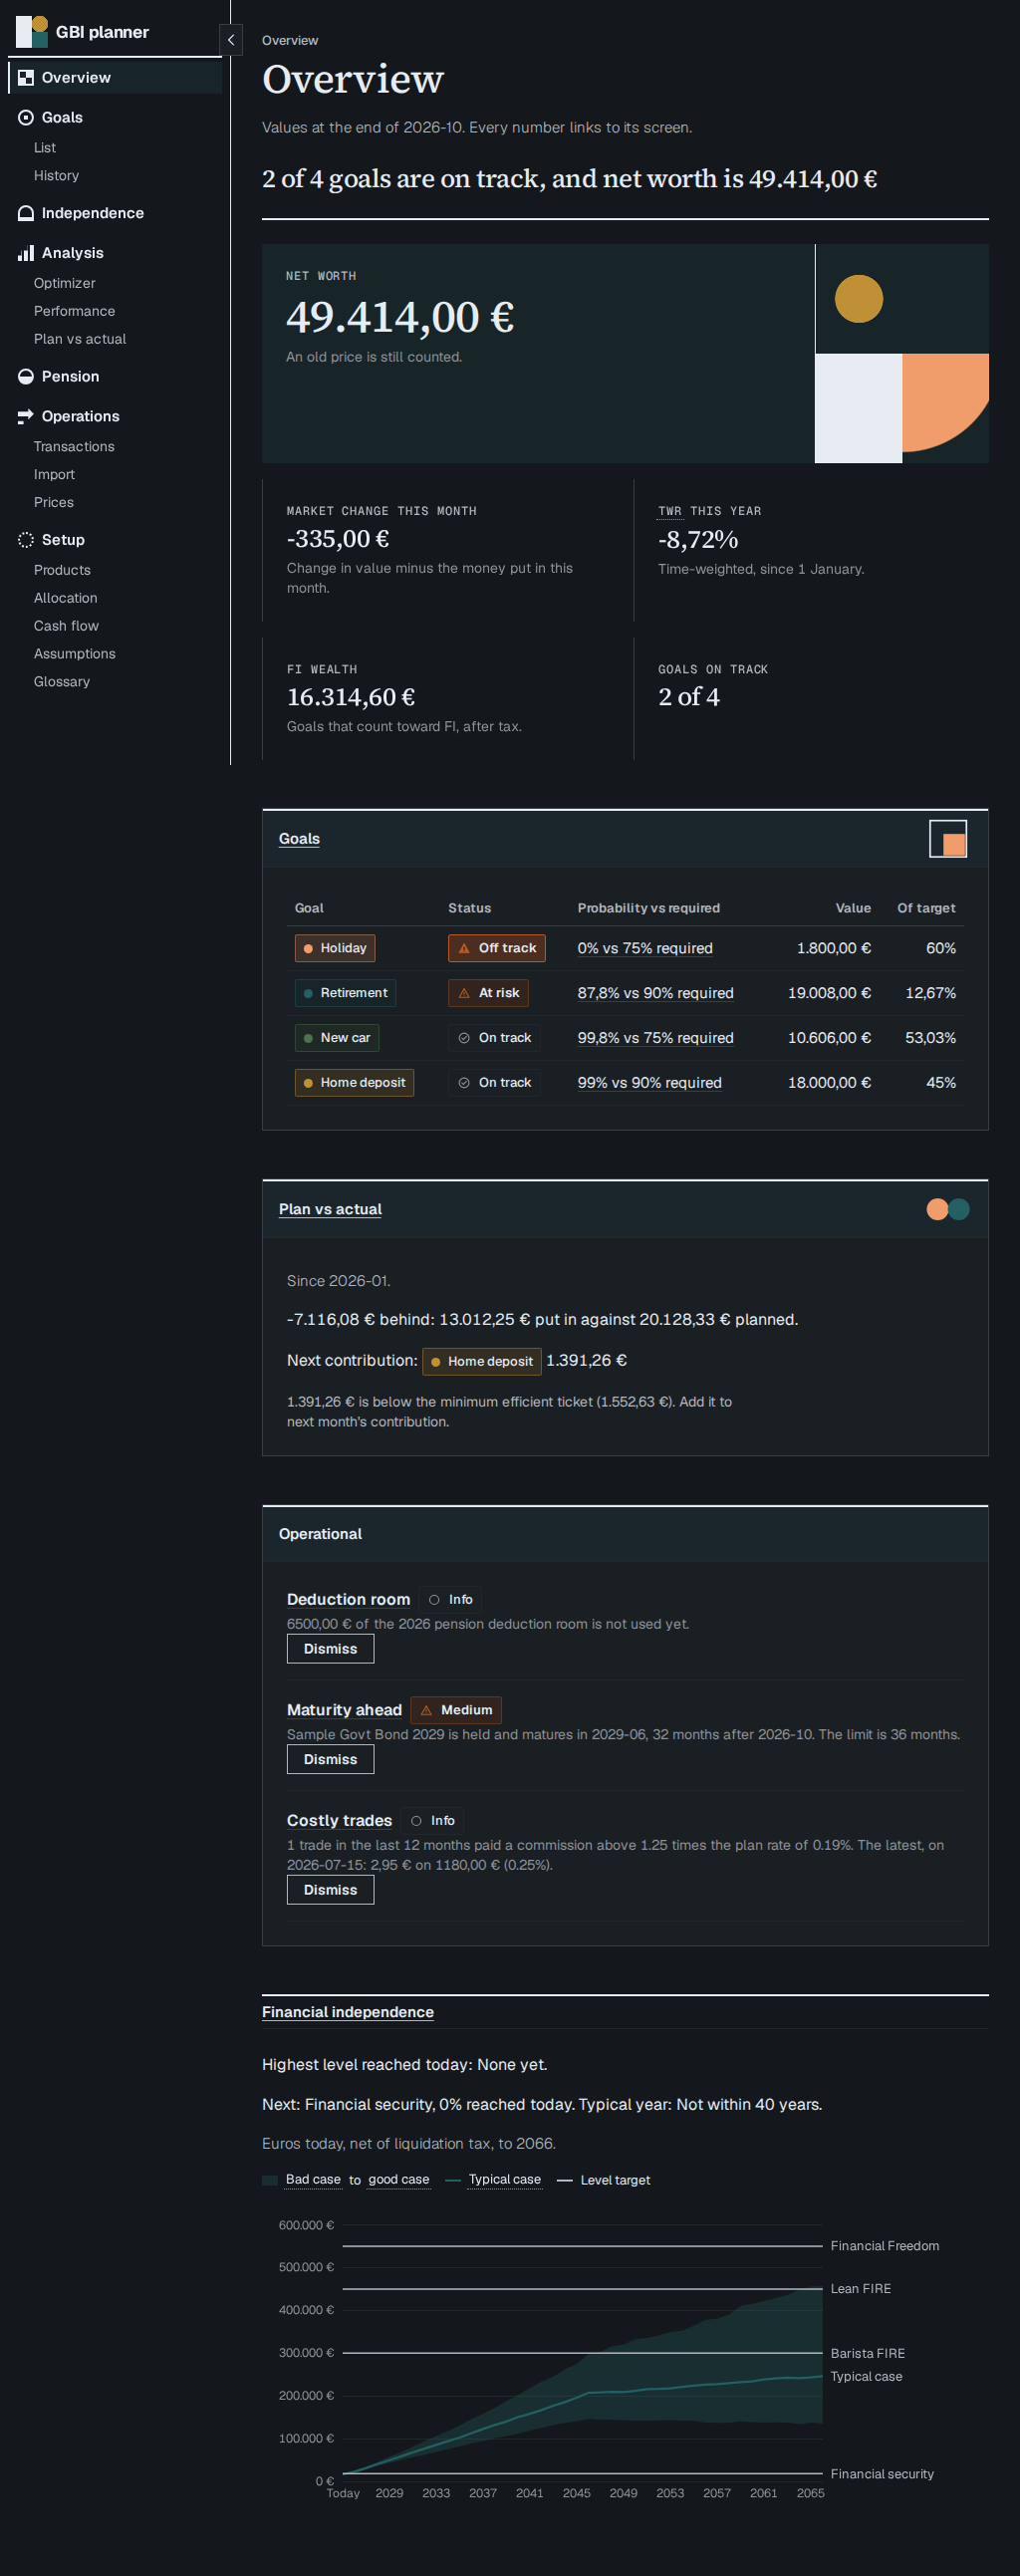 GBI planner
Overview
Goals
List
History
Independence
Analysis
Optimizer
Performance
Plan vs actual
Pension
Operations
Transactions
Import
Prices
Setup
Products
Allocation
Cash flow
Assumptions
Glossary
Overview
Overview
Values at the end of 2026-10. Every number links to its screen.
2 of 4 goals are on track, and net worth is 49.414,00 €
NET WORTH
49.414,00 €
An old price is still counted.
MARKET CHANGE THIS MONTH
-335,00 €
Change in value minus the money put in this
month.
TWR THIS YEAR
-8,72%
Time-weighted, since 1 January.
FI WEALTH
16.314,60 €
Goals that count toward FI, after tax.
GOALS ON TRACK
2 of 4
Goals
Goal Status Probability vs required Value Of target
Holiday Off track 0% vs 75% required 1.800,00 € 60%
Retirement At risk 87,8% vs 90% required 19.008,00 € 12,67%
New car On track 99,8% vs 75% required 10.606,00 € 53,03%
Home deposit On track 99% vs 90% required 18.000,00 € 45%
Plan vs actual
Since 2026-01.
-7.116,08 € behind: 13.012,25 € put in against 20.128,33 € planned.
Next contribution: Home deposit 1.391,26 €
1.391,26 € is below the minimum efficient ticket (1.552,63 €). Add it to
next month's contribution.
Operational
Deduction room Info
6500,00 € of the 2026 pension deduction room is not used yet.
Dismiss
Maturity ahead Medium
Sample Govt Bond 2029 is held and matures in 2029-06, 32 months after 2026-10. The limit is 36 months.
Dismiss
Costly trades Info
1 trade in the last 12 months paid a commission above 1.25 times the plan rate of 0.19%. The latest, on
2026-07-15: 2,95 € on 1180,00 € (0.25%).
Dismiss
Financial independence
Highest level reached today: None yet.
Next: Financial security, 0% reached today. Typical year: Not within 40 years.
Euros today, net of liquidation tax, to 2066.
Bad case to good case Typical case Level target
600.000 €
Financial Freedom
500.000 €
Lean FIRE
400.000 €
300.000 € Barista FIRE
Typical case
200.000 €
100.000 €
Financial security
0 €
Today 2029 2033 2037 2041 2045 2049 2053 2057 2061 2065